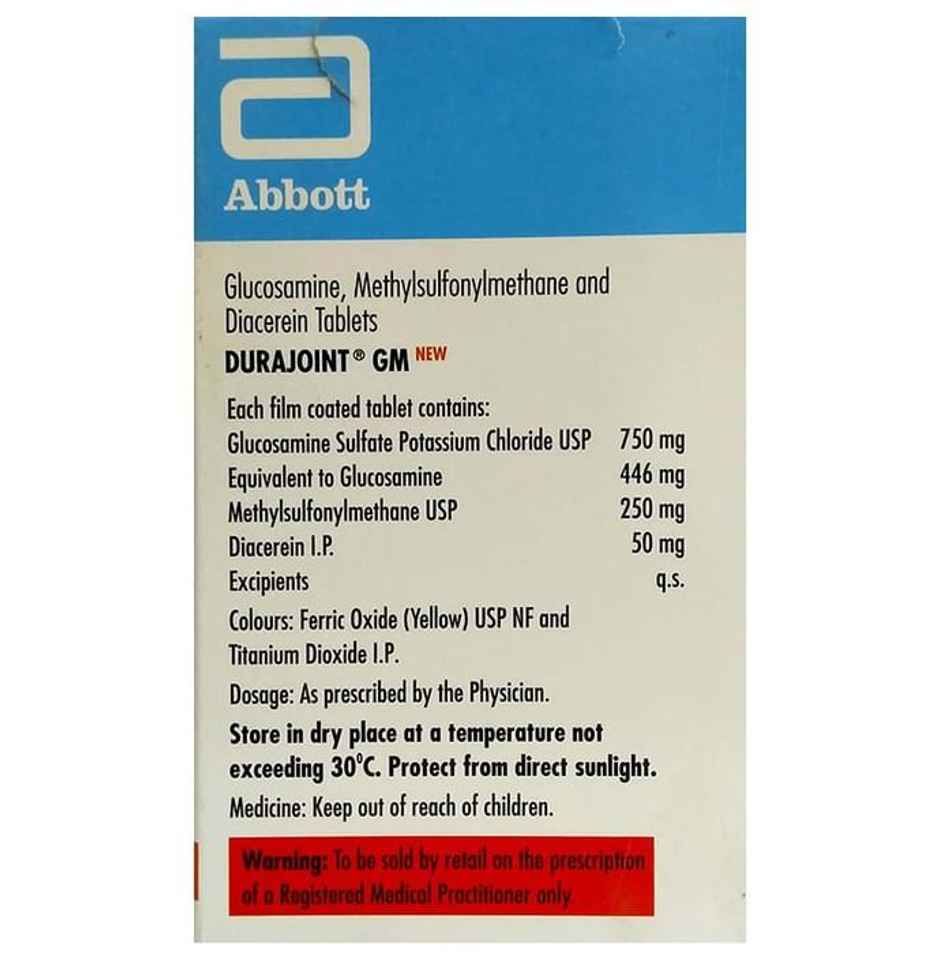 Abbott
Glucosamine, Methylsulfonylmethane and
Diacerein Tablets
DURAJOINT® GM NEW
Each film coated tablet contains:
Glucosamine Sulfate Potassium Chloride USP 750 mg
Equivalent to Glucosamine 446 mg
Methylsulfonylmethane USP 250 mg
Diacerein I.P. 50 mg
Excipients q.s.
Colours: Ferric Oxide (Yellow) USP NF and
Titanium Dioxide I.P.
Dosage: As prescribed by the Physician.
Store in dry place at a temperature not
exceeding 30⁰C. Protect from direct sunlight.
Medicine: Keep out of reach of children.
Warning: To be sold by retail on the prescription
of a Registered Medical Practitioner only.